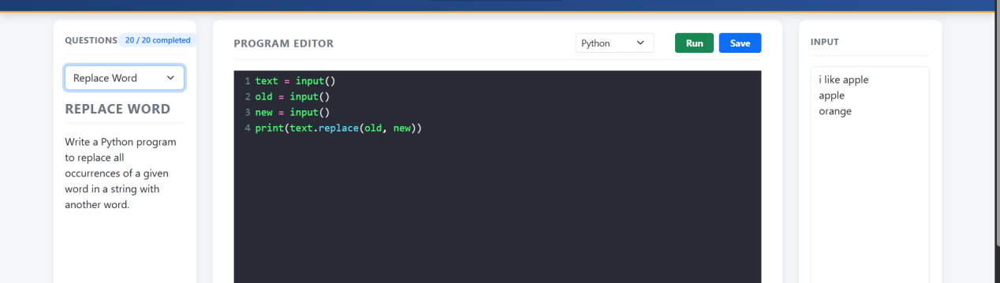 QUESTIONS 20 / 20 completed
Replace Word
REPLACE WORD
Write a Python program
to replace all
occurrences of a given
word in a string with
another word.
PROGRAM EDITOR Python Run Save
1 text = input()
2 old = input()
3 new = input()
4 print(text.replace(old, new))
INPUT
i like apple
apple
orange